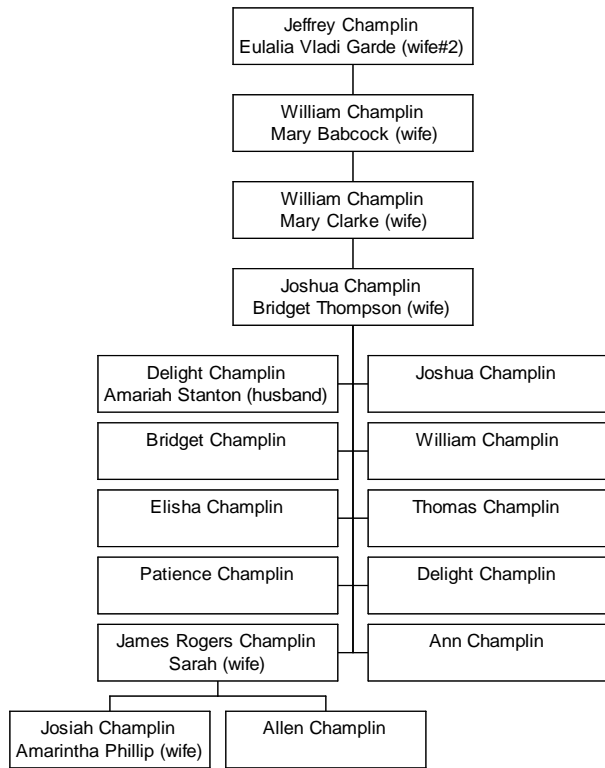 Jeffrey Champlin
Eulalia Vladi Garde (wife#2)
William Champlin
Mary Babcock (wife)
William Champlin
Mary Clarke (wife)
Joshua Champlin
Bridget Thompson (wife)
Delight Champlin
Amariah Stanton (husband)
Joshua Champlin
Bridget Champlin
William Champlin
Elisha Champlin
Thomas Champlin
Patience Champlin
Delight Champlin
James Rogers Champlin
Sarah (wife)
Ann Champlin
Josiah Champlin
Amarintha Phillip (wife)
Allen Champlin